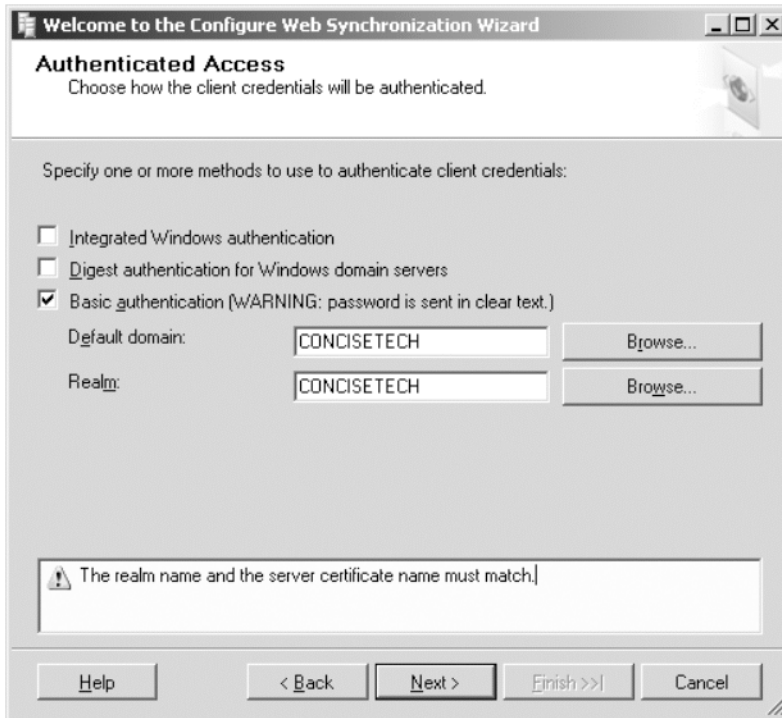 Welcome to the Configure Web Synchronization Wizard
Authenticated Access
Choose how the client credentials will be authenticated.
Specify one or more methods to use to authenticate client credentials:
Integrated Windows authentication
Digest authentication for Windows domain servers
Basic authentication (WARNING: password is sent in clear text.)
Default domain: CONCISETECH Browse...
Realm: CONCISETECH Browse...
The realm name and the server certificate name must match.
Help < Back Next > Finish >>| Cancel